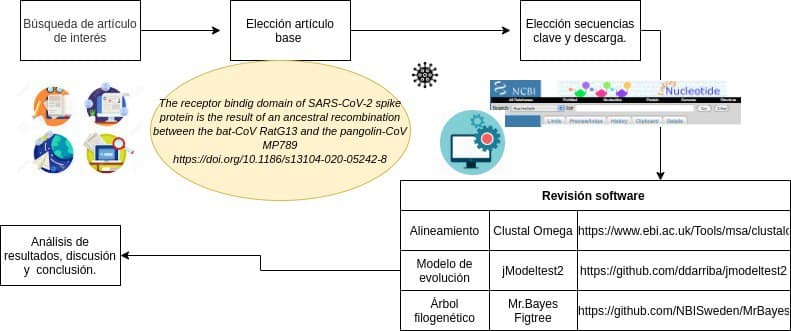 Búsqueda de artículo
de interés
Elección artículo
base
Elección secuencias
clave y descarga.
The receptor bindig domain of SARS-CoV-2 spike
protein is the result of an ancestral recombination
between the bat-CoV RatG13 and the pangolin-CoV
MP789
https://doi.org/10.1186/s13104-020-05242-8
NCBI
Nucleotide
Search Nucleotide for
Limits Preview/Index History Clipboard Details
Revisión software
Alineamiento Clustal Omega https://www.ebi.ac.uk/Tools/msa/clustalo
Modelo de
evolución
jModeltest2 https://github.com/ddarriba/jmodeltest2
Árbol
filogenético
Mr.Bayes
Figtree
https://github.com/NBISweden/MrBayes
Análisis de
resultados, discusión
y conclusión.